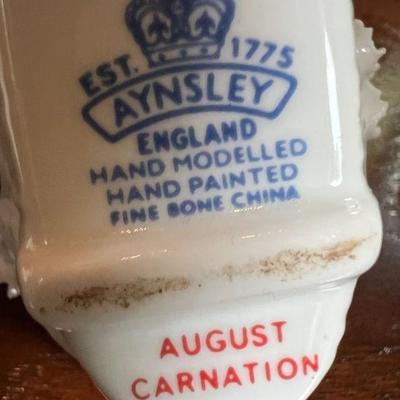 EST. 1775
AYNSLEY
ENGLAND
HAND MODELLED
HAND PAINTED
FINE BONE CHINA
AUGUST
CARNATION